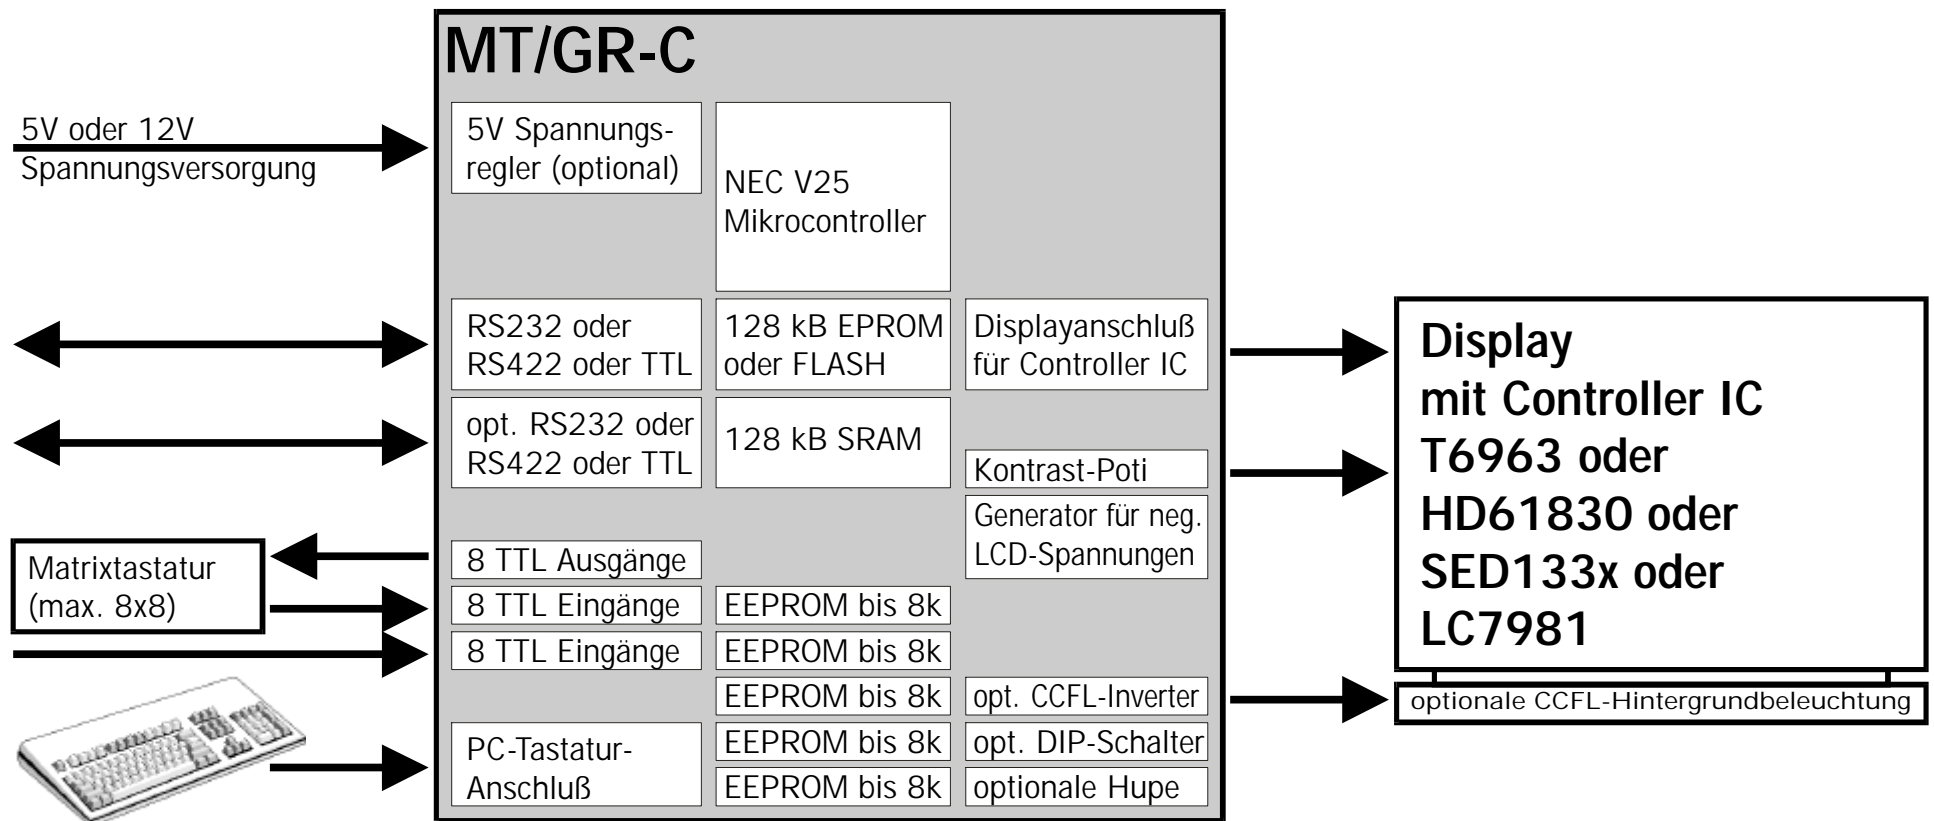 MT/GR-C
5V oder 12V
Spannungsversorgung
5V Spannungs-
regler (optional)
NEC V25
Mikrocontroller
RS232 oder
RS422 oder TTL
128 kB EPROM
oder FLASH
Displayanschluß
für Controller IC
opt. RS232 oder
RS422 oder TTL
128 kB SRAM
Kontrast-Poti
Generator für neg.
LCD-Spannungen
Matrixtastatur
(max. 8x8)
8 TTL Ausgänge
8 TTL Eingänge
EEPROM bis 8k
8 TTL Eingänge
EEPROM bis 8k
EEPROM bis 8k
opt. CCFL-Inverter
PC-Tastatur-
Anschluß
EEPROM bis 8k
opt. DIP-Schalter
EEPROM bis 8k
optionale Hupe
Display
mit Controller IC
T6963 oder
HD61830 oder
SED133x oder
LC7981
optionale CCFL-Hintergrundbeleuchtung